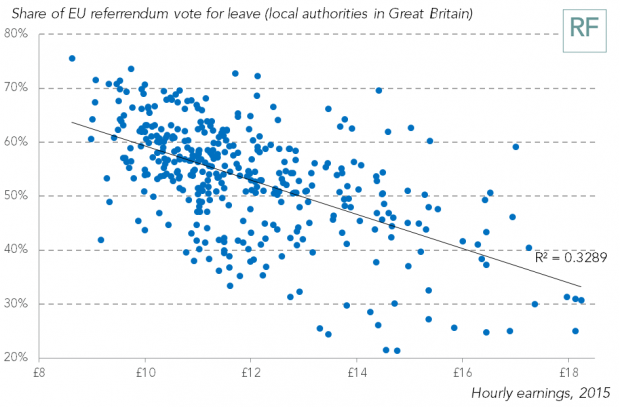 Share of EU referrendum vote for leave (local authorities in Great Britain)
RF
80%
70%
60%
50%
40%
30%
20%
R² = 0.3289
£8 £10 £12 £14 £16 £18
Hourly earnings, 2015